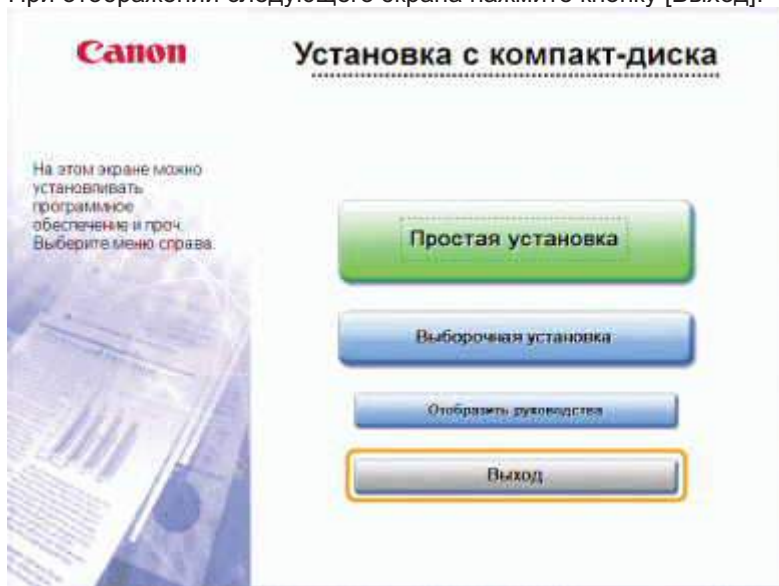 При отображении следующего экрана нажмите кнопку [Выход].
Canon
Установка с компакт-диска
На этом экране можно
устанавливать
программное
обеспечение и проч.
Выберите меню справа.
Простая установка
Выборочная установка
Отобразить руководства
Выход